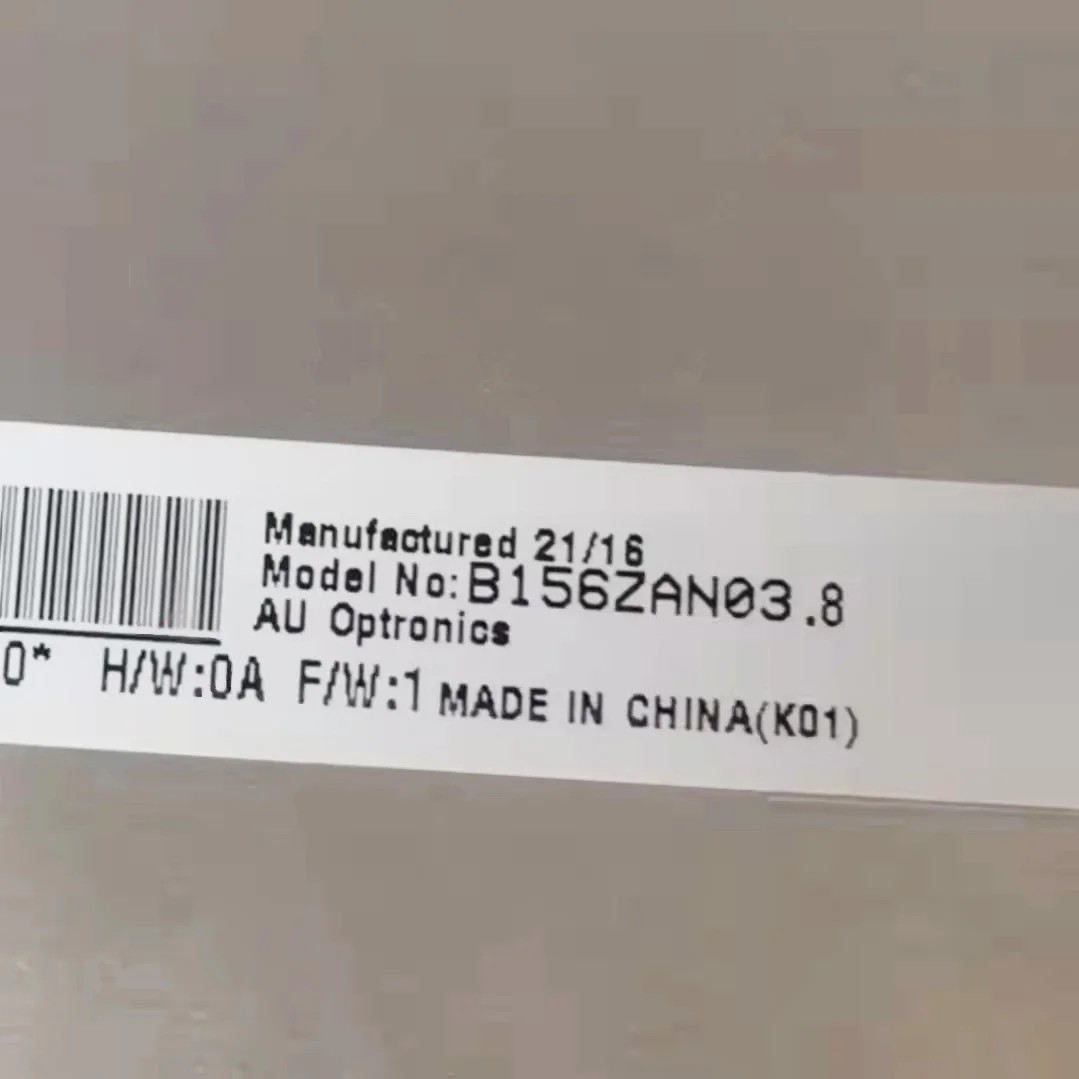 Manufactured 21/16
Model No:B156ZAN03.8
AU Optronics
0* H/W:0A F/W:1 MADE IN CHINA(K01)